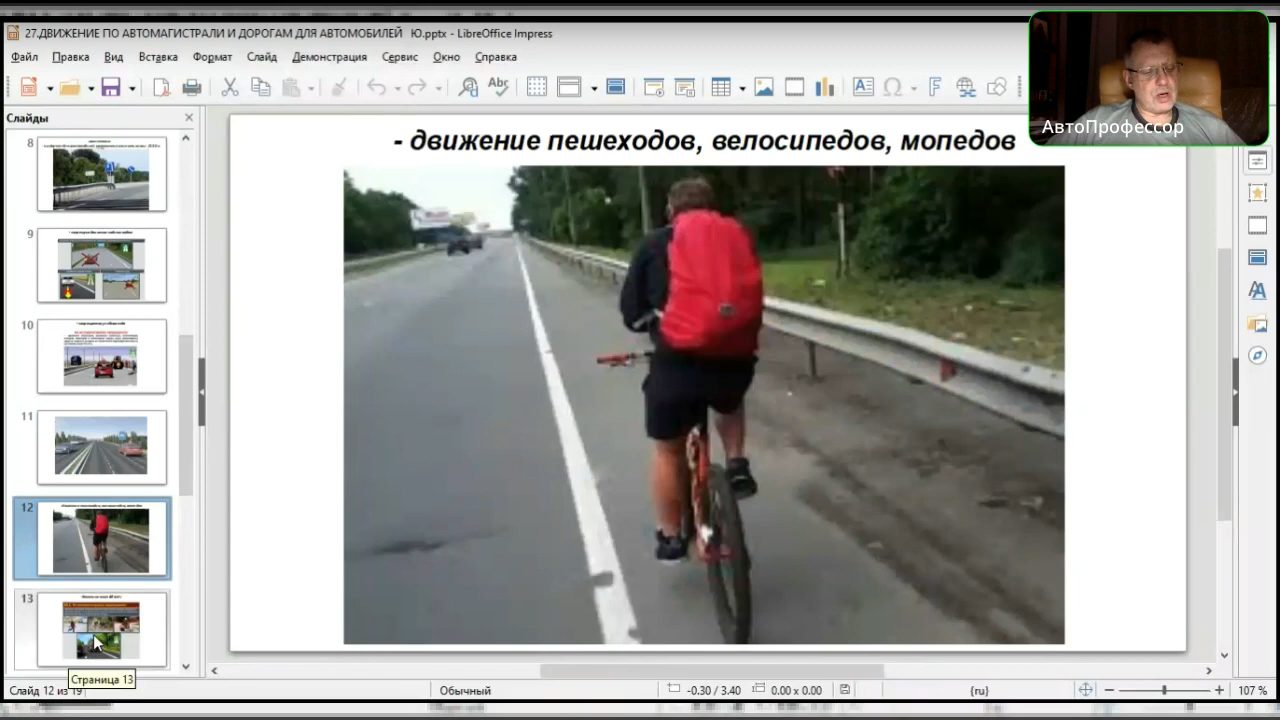 27.ДВИЖЕНИЕ ПО АВТОМАГИСТРАЛИ И ДОРОГАМ ДЛЯ АВТОМОБИЛЕЙ Ю.pptx - LibreOffice Impress
Файл Правка Вид Вставка Формат Слайд Демонстрация Сервис Окно Справка
АвтоПрофессор
Слайды
- движение пешеходов, велосипедов, мопедов
8
9
10
11
12
13
Страница 13
Слайд 12 из 19
Обычный
-0.30 / 3.40
0.00 x 0.00
{ru}
107 %